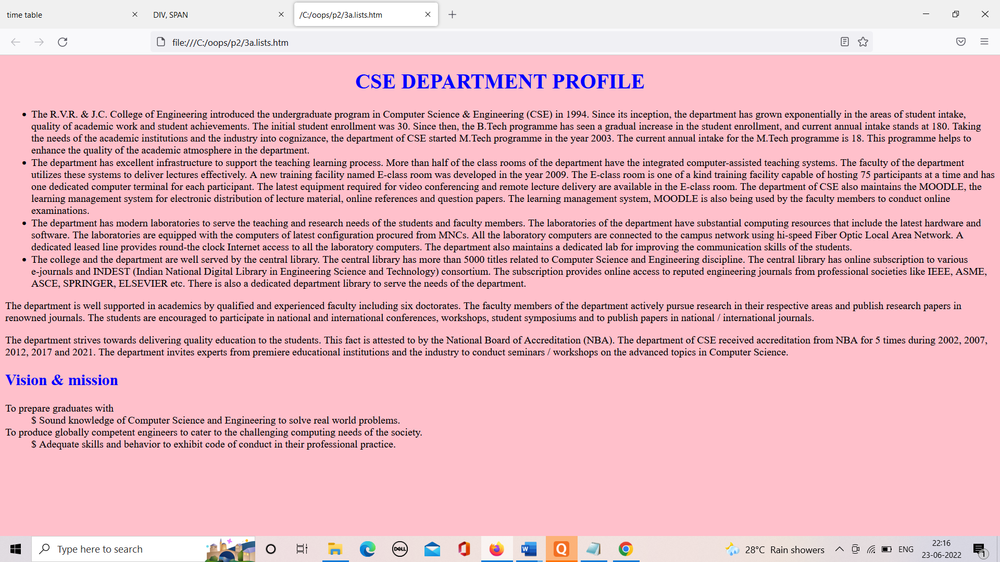 time table
DIV, SPAN
/C:/oops/p2/3a.lists.htm
file:///C:/oops/p2/3a.lists.htm
CSE DEPARTMENT PROFILE
• The R.V.R. & J.C. College of Engineering introduced the undergraduate program in Computer Science & Engineering (CSE) in 1994. Since its inception, the department has grown exponentially in the areas of student intake,
quality of academic work and student achievements. The initial student enrollment was 30. Since then, the B.Tech programme has seen a gradual increase in the student enrollment, and current annual intake stands at 180. Taking
the needs of the academic institutions and the industry into cognizance, the department of CSE started M.Tech programme in the year 2003. The current annual intake for the M.Tech programme is 18. This programme helps to
enhance the quality of the academic atmosphere in the department.
• The department has excellent infrastructure to support the teaching learning process. More than half of the class rooms of the department have the integrated computer-assisted teaching systems. The faculty of the department
utilizes these systems to deliver lectures effectively. A new training facility named E-class room was developed in the year 2009. The E-class room is one of a kind training facility capable of hosting 75 participants at a time and has
one dedicated computer terminal for each participant. The latest equipment required for video conferencing and remote lecture delivery are available in the E-class room. The department of CSE also maintains the MOODLE, the
learning management system for electronic distribution of lecture material, online references and question papers. The learning management system, MOODLE is also being used by the faculty members to conduct online
examinations.
• The department has modern laboratories to serve the teaching and research needs of the students and faculty members. The laboratories of the department have substantial computing resources that include the latest hardware and
software. The laboratories are equipped with the computers of latest configuration procured from MNCs. All the laboratory computers are connected to the campus network using hi-speed Fiber Optic Local Area Network. A
dedicated leased line provides round-the clock Internet access to all the laboratory computers. The department also maintains a dedicated lab for improving the communication skills of the students.
• The college and the department are well served by the central library. The central library has more than 5000 titles related to Computer Science and Engineering discipline. The central library has online subscription to various
e-journals and INDEST (Indian National Digital Library in Engineering Science and Technology) consortium. The subscription provides online access to reputed engineering journals from professional societies like IEEE, ASME,
ASCE, SPRINGER, ELSEVIER etc. There is also a dedicated department library to serve the needs of the department.
The department is well supported in academics by qualified and experienced faculty including six doctorates. The faculty members of the department actively pursue research in their respective areas and publish research papers in
renowned journals. The students are encouraged to participate in national and international conferences, workshops, student symposiums and to publish papers in national / international journals.
The department strives towards delivering quality education to the students. This fact is attested to by the National Board of Accreditation (NBA). The department of CSE received accreditation from NBA for 5 times during 2002, 2007,
2012, 2017 and 2021. The department invites experts from premiere educational institutions and the industry to conduct seminars / workshops on the advanced topics in Computer Science.
Vision & mission
To prepare graduates with
$ Sound knowledge of Computer Science and Engineering to solve real world problems.
To produce globally competent engineers to cater to the challenging computing needs of the society.
$ Adequate skills and behavior to exhibit code of conduct in their professional practice.
Type here to search
DELL
W
Q
28°C Rain showers
ENG
22:16
23-06-2022
1